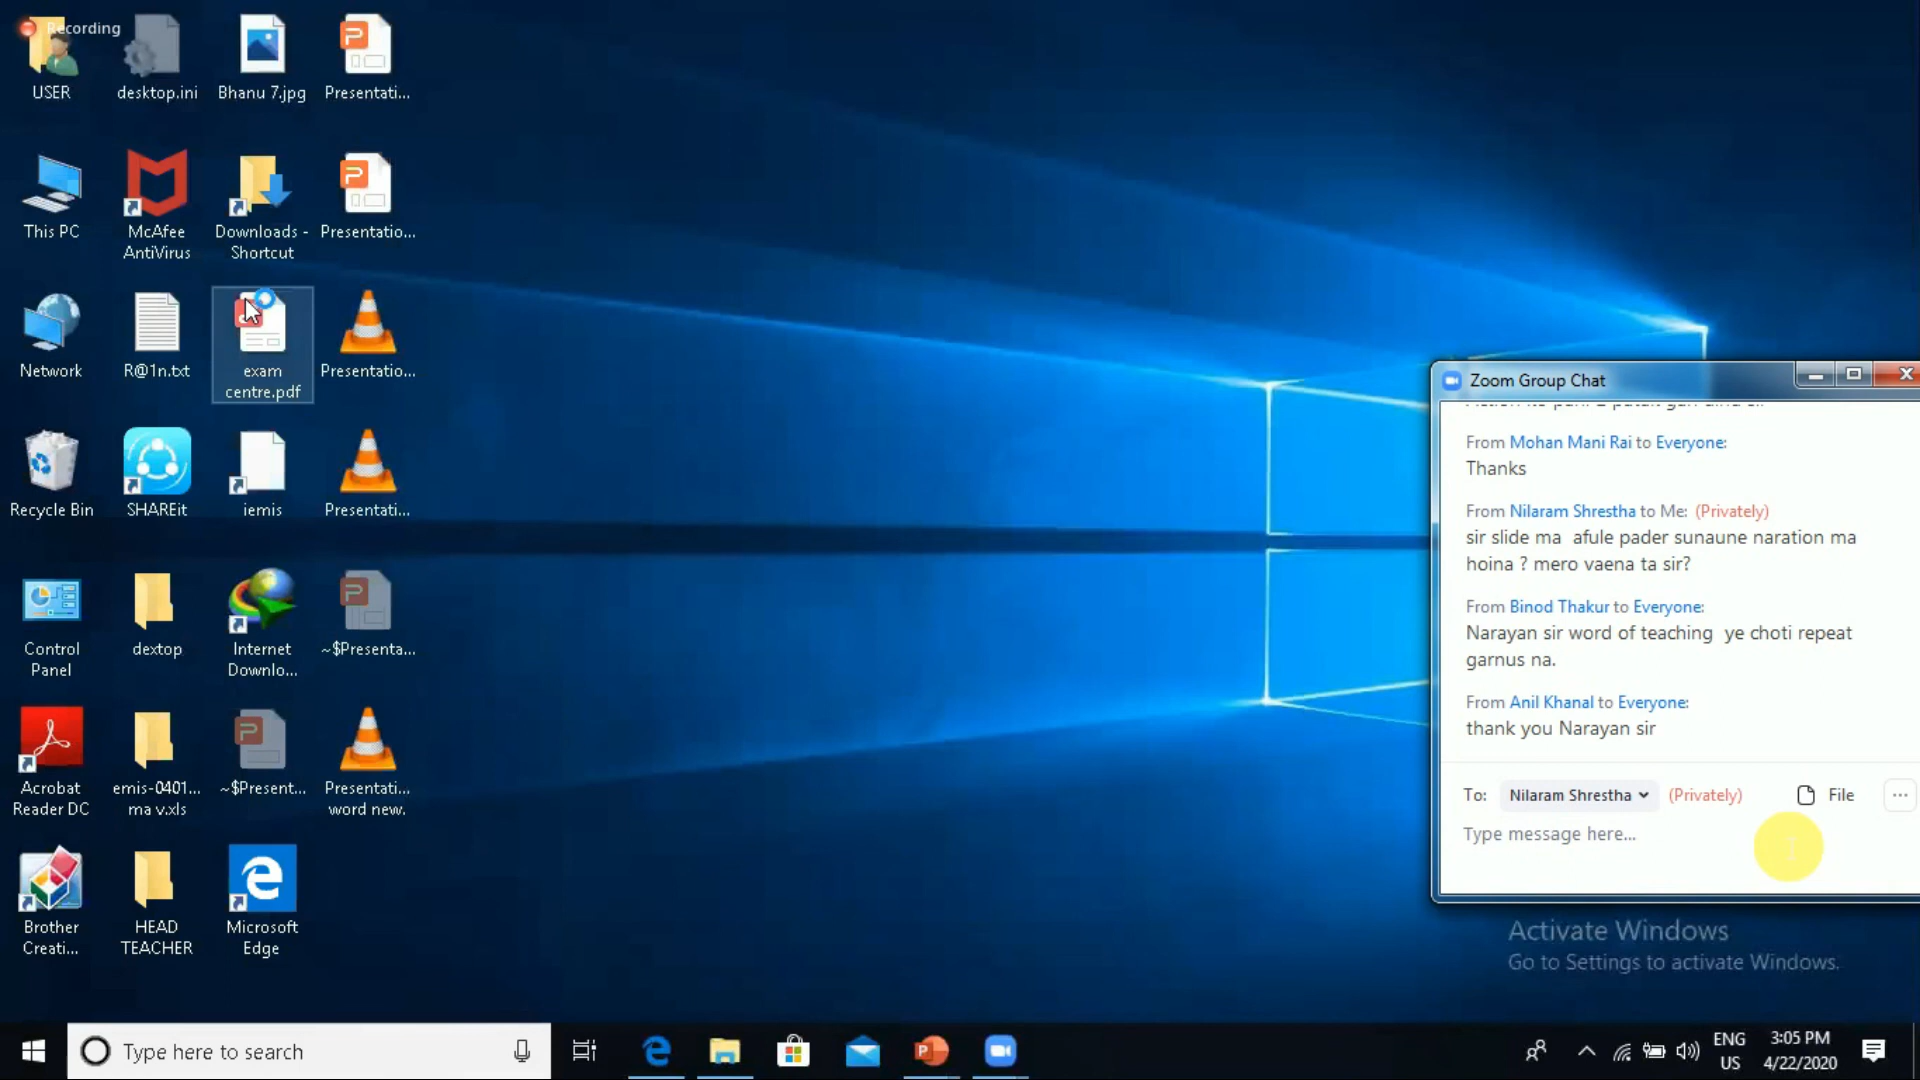 Recording
USER
desktop.ini
Bhanu 7.jpg
Presentati...
This PC
McAfee
AntiVirus
Downloads -
Shortcut
Presentatio...
Network
R@1n.txt
exam
centre.pdf
Presentatio...
Recycle Bin
SHAREit
iemis
Presentati...
Control
Panel
dextop
Internet
Downlo...
~$Presenta...
Acrobat
Reader DC
emis-0401...
ma v.xls
~$Present...
Presentati...
word new.
Brother
Creati...
HEAD
TEACHER
Microsoft
Edge
Zoom Group Chat
From Mohan Mani Rai to Everyone:
Thanks
From Nilaram Shrestha to Me: (Privately)
sir slide ma afule pader sunaune naration ma
hoina ? mero vaena ta sir?
From Binod Thakur to Everyone:
Narayan sir word of teaching ye choti repeat
garnus na.
From Anil Khanal to Everyone:
thank you Narayan sir
To: Nilaram Shrestha (Privately) File
Type message here...
Activate Windows
Go to Settings to activate Windows.
Type here to search
ENG
US
3:05 PM
4/22/2020